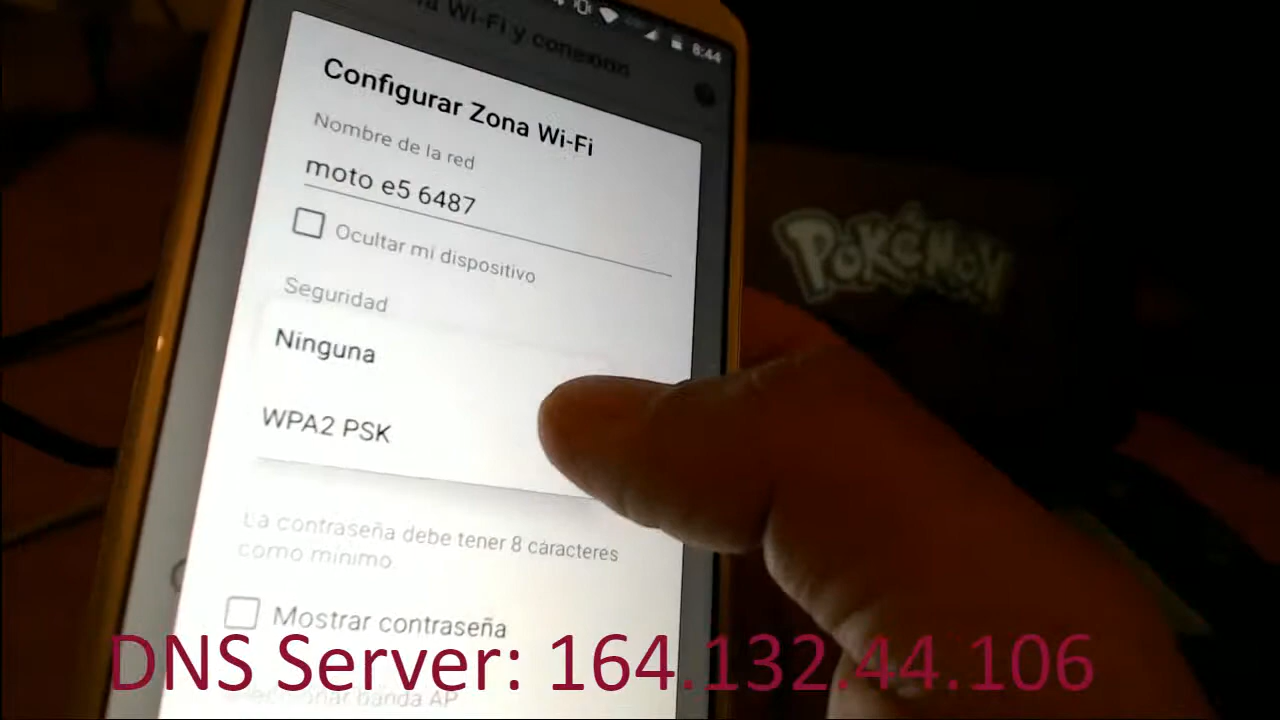 Wi-Fi y conexión
8:44
Configurar Zona Wi-Fi
Nombre de la red
moto e5 6487
Ocultar mi dispositivo
Seguridad
Ninguna
WPA2 PSK
La contraseña debe tener 8 caracteres
como mínimo.
POKÉMON
Mostrar contraseña
DNS Server: 164.132.44.106
banda AP